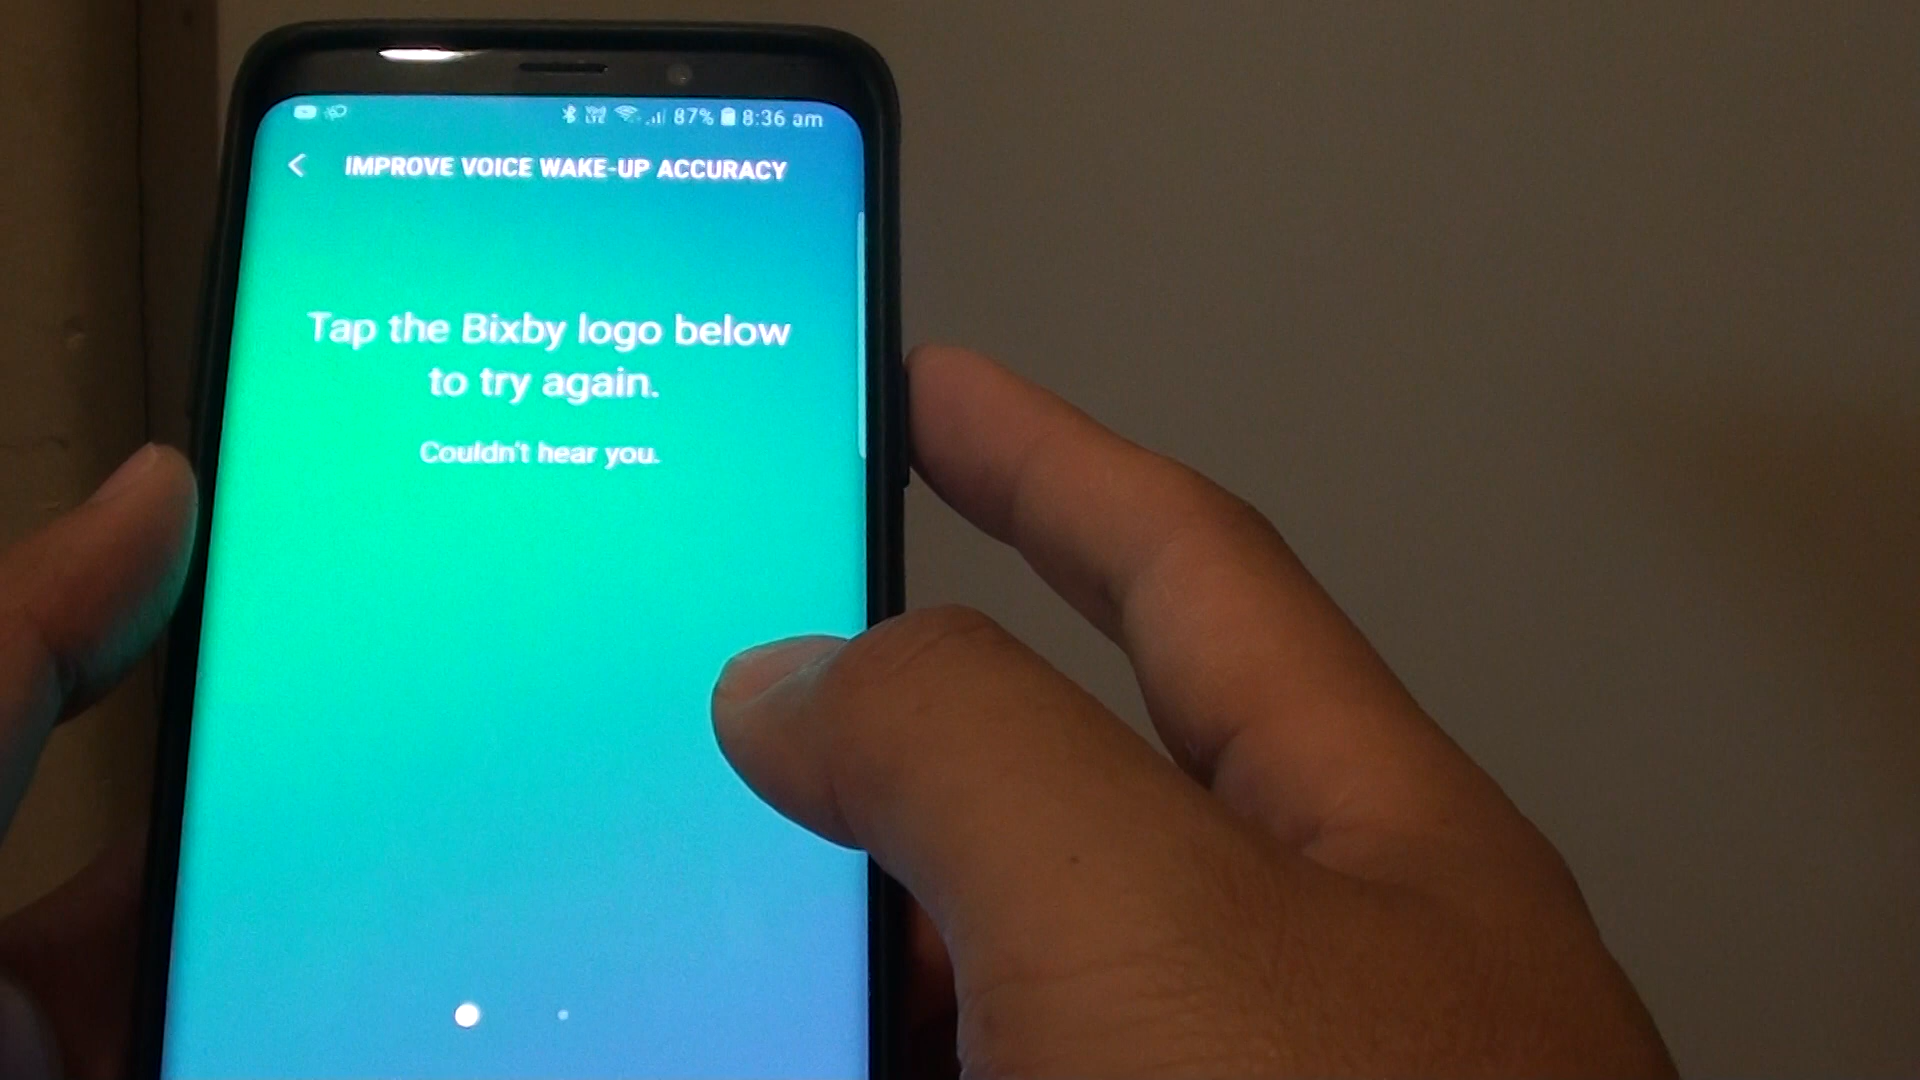 87% 8:36 am
IMPROVE VOICE WAKE-UP ACCURACY
Tap the Bixby logo below
to try again.
Couldn't hear you.